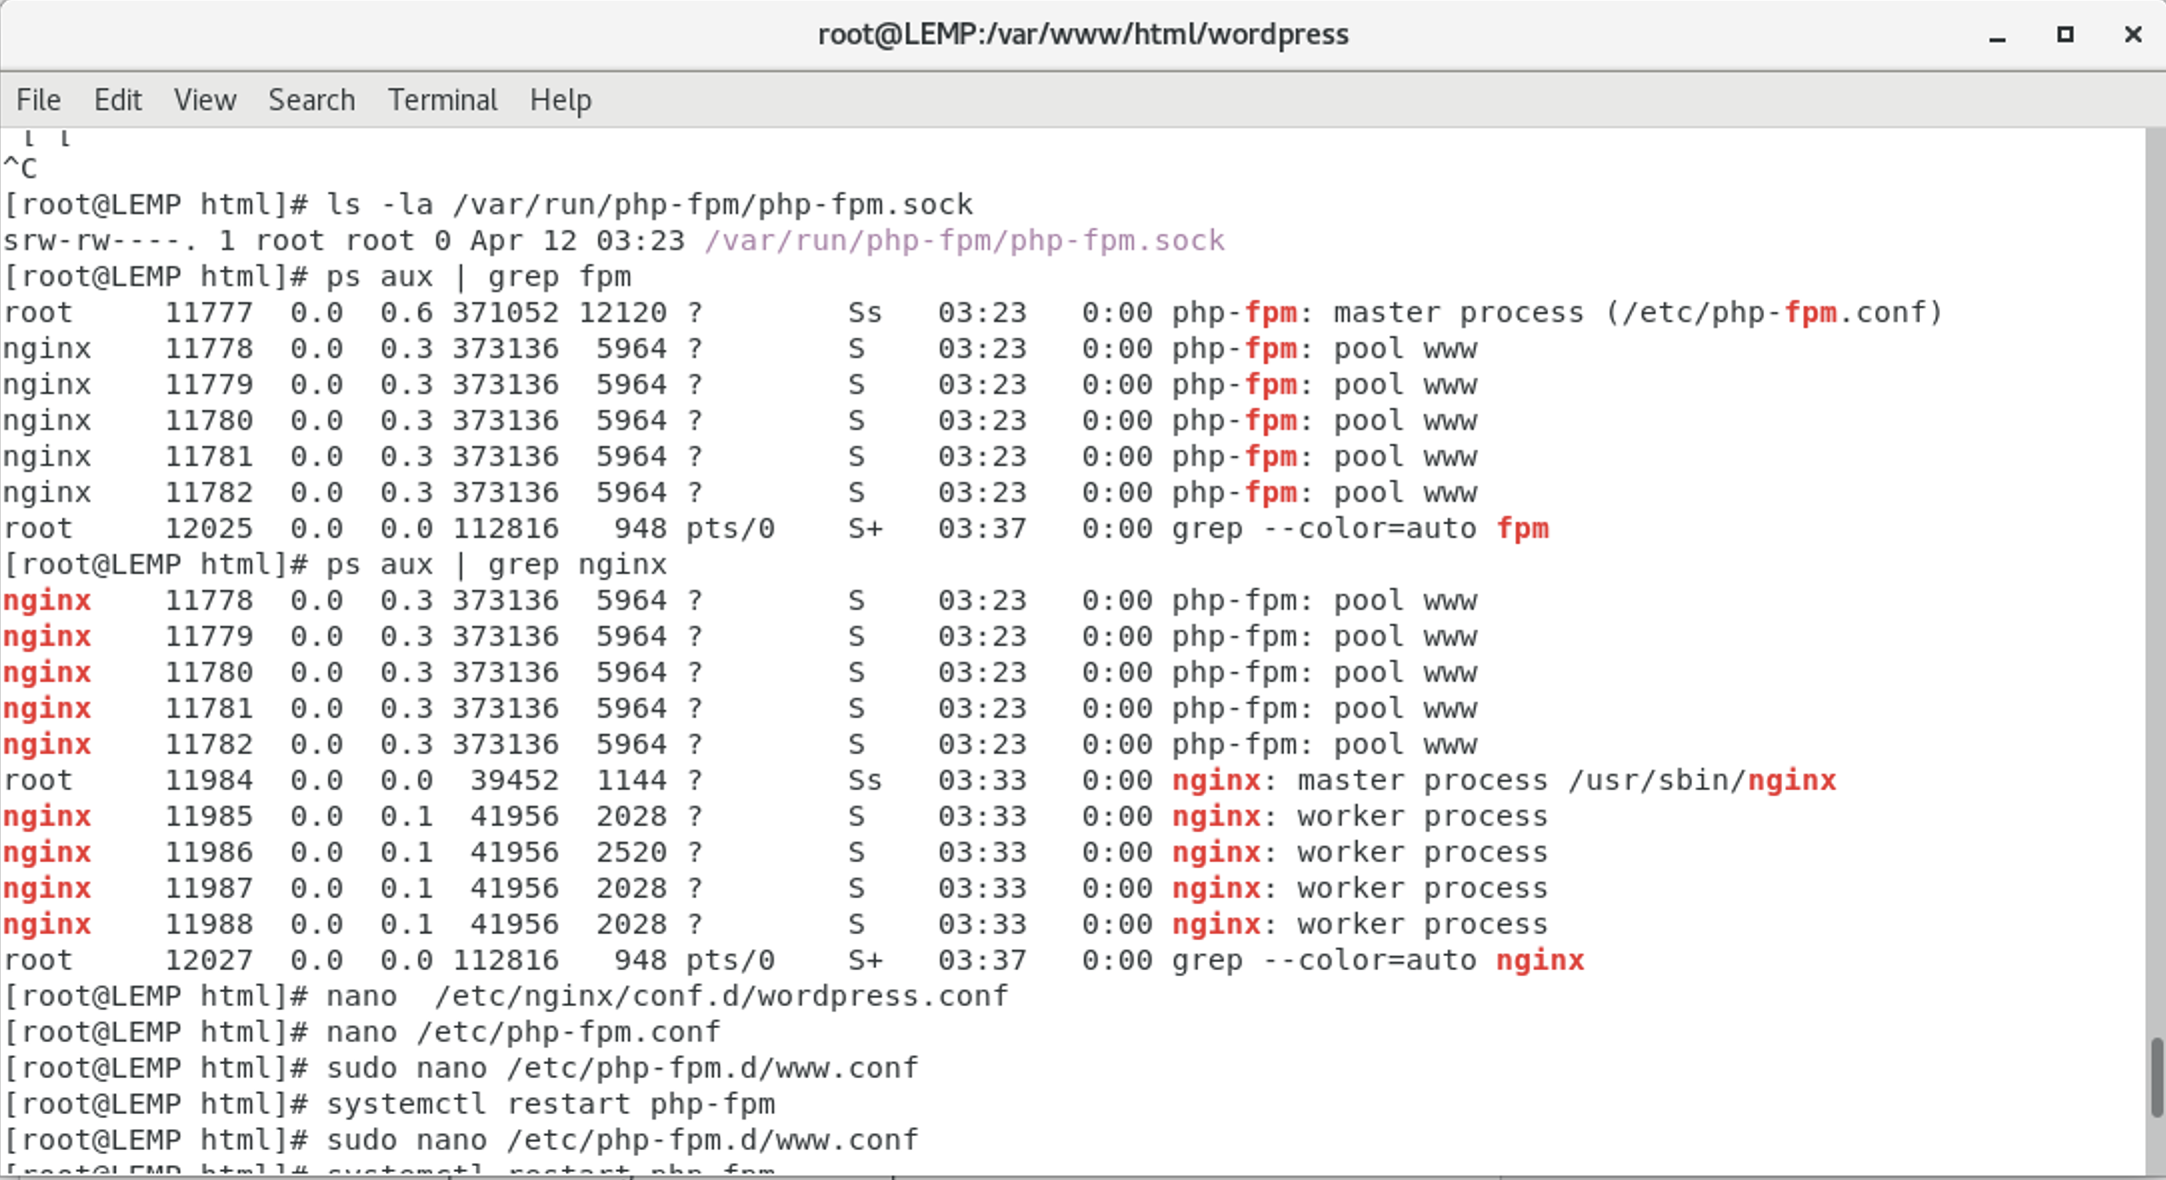 root@LEMP:/var/www/html/wordpress
File Edit View Search Terminal Help
^C
[root@LEMP html]# ls -la /var/run/php-fpm/php-fpm.sock
srw-rw----. 1 root root 0 Apr 12 03:23 /var/run/php-fpm/php-fpm.sock
[root@LEMP html]# ps aux | grep fpm
root     11777  0.0  0.6 371052 12120 ?        Ss   03:23   0:00 php-fpm: master process (/etc/php-fpm.conf)
nginx    11778  0.0  0.3 373136  5964 ?        S    03:23   0:00 php-fpm: pool www
nginx    11779  0.0  0.3 373136  5964 ?        S    03:23   0:00 php-fpm: pool www
nginx    11780  0.0  0.3 373136  5964 ?        S    03:23   0:00 php-fpm: pool www
nginx    11781  0.0  0.3 373136  5964 ?        S    03:23   0:00 php-fpm: pool www
nginx    11782  0.0  0.3 373136  5964 ?        S    03:23   0:00 php-fpm: pool www
root     12025  0.0  0.0 112816   948 pts/0    S+   03:37   0:00 grep --color=auto fpm
[root@LEMP html]# ps aux | grep nginx
nginx    11778  0.0  0.3 373136  5964 ?        S    03:23   0:00 php-fpm: pool www
nginx    11779  0.0  0.3 373136  5964 ?        S    03:23   0:00 php-fpm: pool www
nginx    11780  0.0  0.3 373136  5964 ?        S    03:23   0:00 php-fpm: pool www
nginx    11781  0.0  0.3 373136  5964 ?        S    03:23   0:00 php-fpm: pool www
nginx    11782  0.0  0.3 373136  5964 ?        S    03:23   0:00 php-fpm: pool www
root     11984  0.0  0.0  39452  1144 ?        Ss   03:33   0:00 nginx: master process /usr/sbin/nginx
nginx    11985  0.0  0.1  41956  2028 ?        S    03:33   0:00 nginx: worker process
nginx    11986  0.0  0.1  41956  2520 ?        S    03:33   0:00 nginx: worker process
nginx    11987  0.0  0.1  41956  2028 ?        S    03:33   0:00 nginx: worker process
nginx    11988  0.0  0.1  41956  2028 ?        S    03:33   0:00 nginx: worker process
root     12027  0.0  0.0 112816   948 pts/0    S+   03:37   0:00 grep --color=auto nginx
[root@LEMP html]# nano  /etc/nginx/conf.d/wordpress.conf
[root@LEMP html]# nano /etc/php-fpm.conf
[root@LEMP html]# sudo nano /etc/php-fpm.d/www.conf
[root@LEMP html]# systemctl restart php-fpm
[root@LEMP html]# sudo nano /etc/php-fpm.d/www.conf
[root@LEMP html]# systemctl restart php-fpm